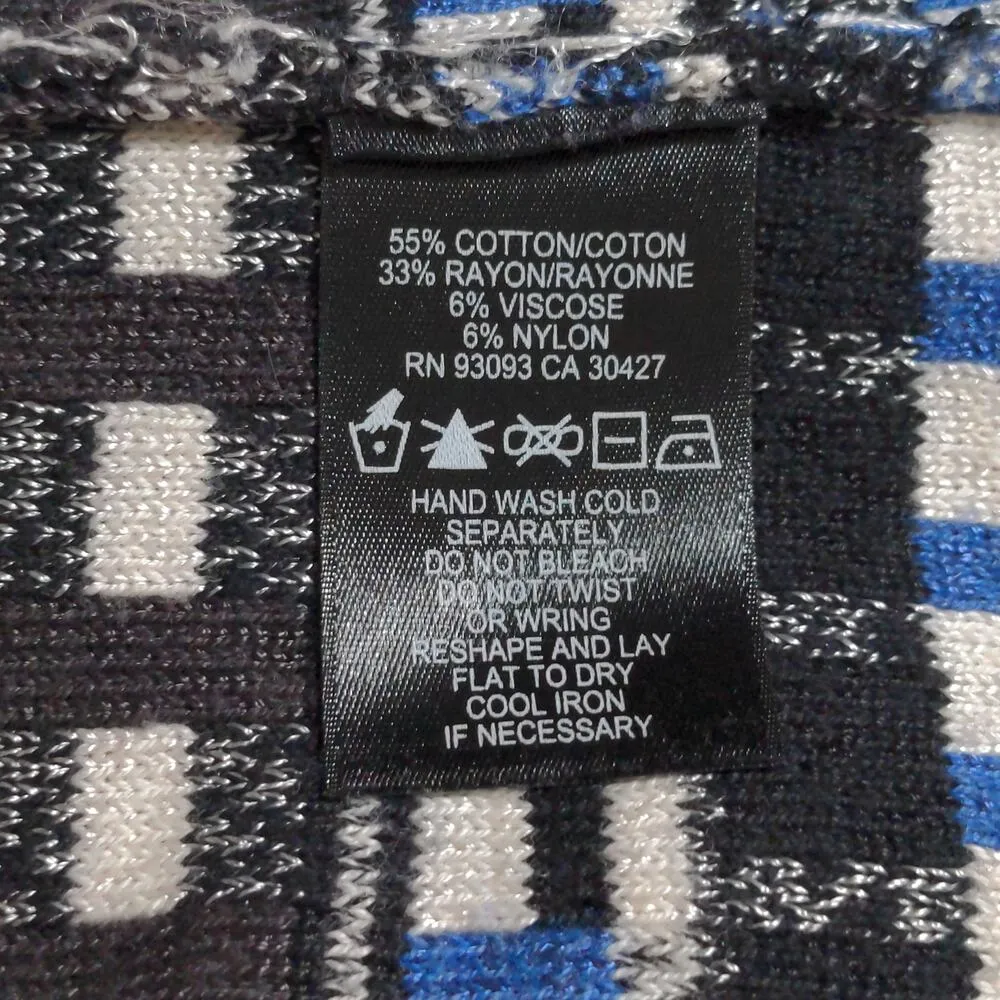 55% COTTON/COTON
33% RAYON/RAYONNE
6% VISCOSE
6% NYLON
RN 93093 CA 30427
HAND WASH COLD
SEPARATELY
DO NOT BLEACH
DO NOT TWIST
OR WRING
RESHAPE AND LAY
FLAT TO DRY
COOL IRON
IF NECESSARY